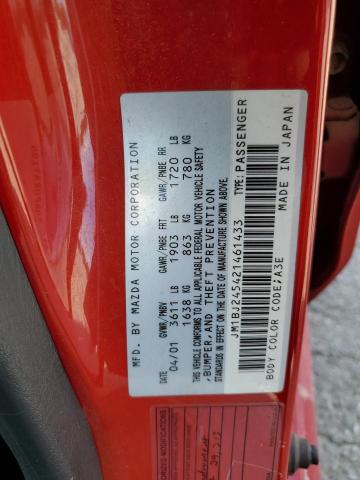 MFD. BY MAZDA MOTOR CORPORATION
DATE GVWR/PNBV GAWR/PNBE FRT GAWR/PNBE RR
04/01 3611 LB 1903 LB 1720 LB
1638 KG 863 KG 780 KG
THIS VEHICLE CONFORMS TO ALL APPLICABLE FEDERAL MOTOR VEHICLE SAFETY
,BUMPER,AND THEFT PREVENTION
STANDARDS IN EFFECT ON THE DATE OF MANUFACTURE SHOWN ABOVE.
JM1BJ245421461433 TYPE:PASSENGER
BODY COLOR CODE;A3E MADE IN JAPAN